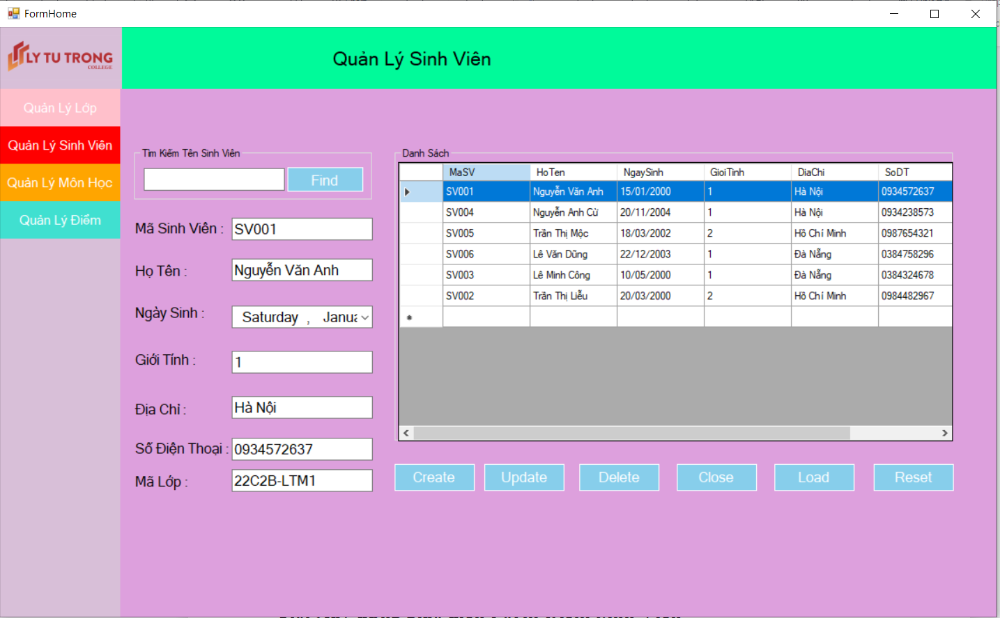 FormHome
LY TU TRONG
COLLEGE
Quản Lý Sinh Viên
Quản Lý Lớp
Quản Lý Sinh Viên
Quản Lý Môn Học
Quản Lý Điểm
Tìm Kiếm Tên Sinh Viên
Find
Mã Sinh Viên : SV001
Họ Tên : Nguyễn Văn Anh
Ngày Sinh : Saturday , Janua
Giới Tính : 1
Địa Chỉ : Hà Nội
Số Điện Thoại : 0934572637
Mã Lớp : 22C2B-LTM1
Danh Sách
MaSV HoTen NgaySinh GioiTinh DiaChi SoDT
SV001 Nguyễn Văn Anh 15/01/2000 1 Hà Nội 0934572637
SV004 Nguyễn Anh Cừ 20/11/2004 1 Hà Nội 0934238573
SV005 Trần Thị Mộc 18/03/2002 2 Hồ Chí Minh 0987654321
SV006 Lê Văn Dũng 22/12/2003 1 Đà Nẵng 0384758296
SV003 Lê Minh Công 10/05/2000 1 Đà Nẵng 0384324678
SV002 Trần Thị Liễu 20/03/2000 2 Hồ Chí Minh 0984482967
Create Update Delete Close Load Reset